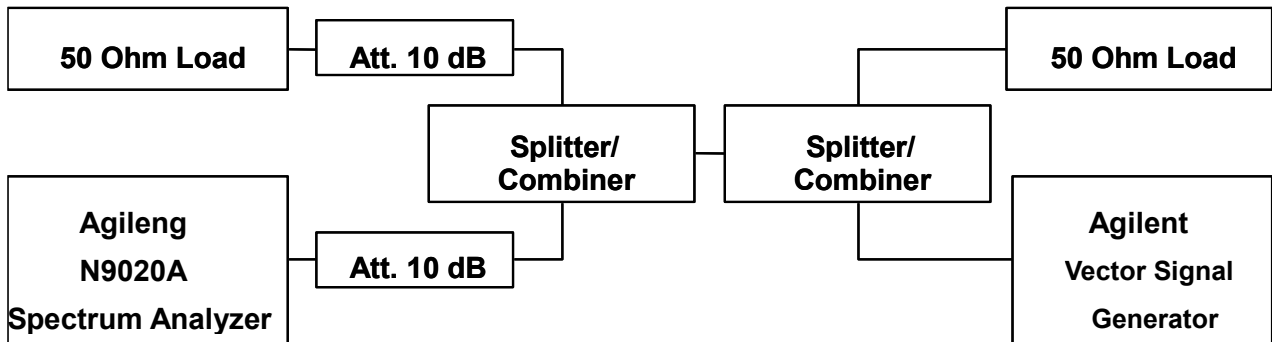 50 Ohm Load
Att. 10 dB
50 Ohm Load
Splitter/
Combiner
Splitter/
Combiner
Agileng
N9020A
Spectrum Analyzer
Att. 10 dB
Agilent
Vector Signal
Generator